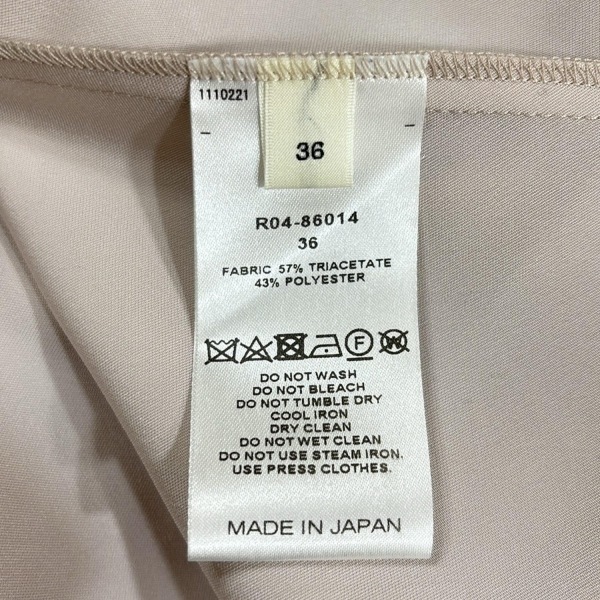 1110221
36
R04-86014
36
FABRIC 57% TRIACETATE
43% POLYESTER
F W
DO NOT WASH
DO NOT BLEACH
DO NOT TUMBLE DRY
COOL IRON
DRY CLEAN
DO NOT WET CLEAN
DO NOT USE STEAM IRON.
USE PRESS CLOTHES.
MADE IN JAPAN